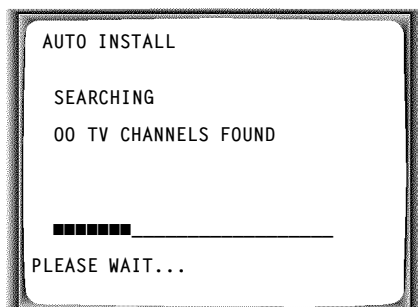 AUTO INSTALL
SEARCHING
00 TV CHANNELS FOUND
PLEASE WAIT...